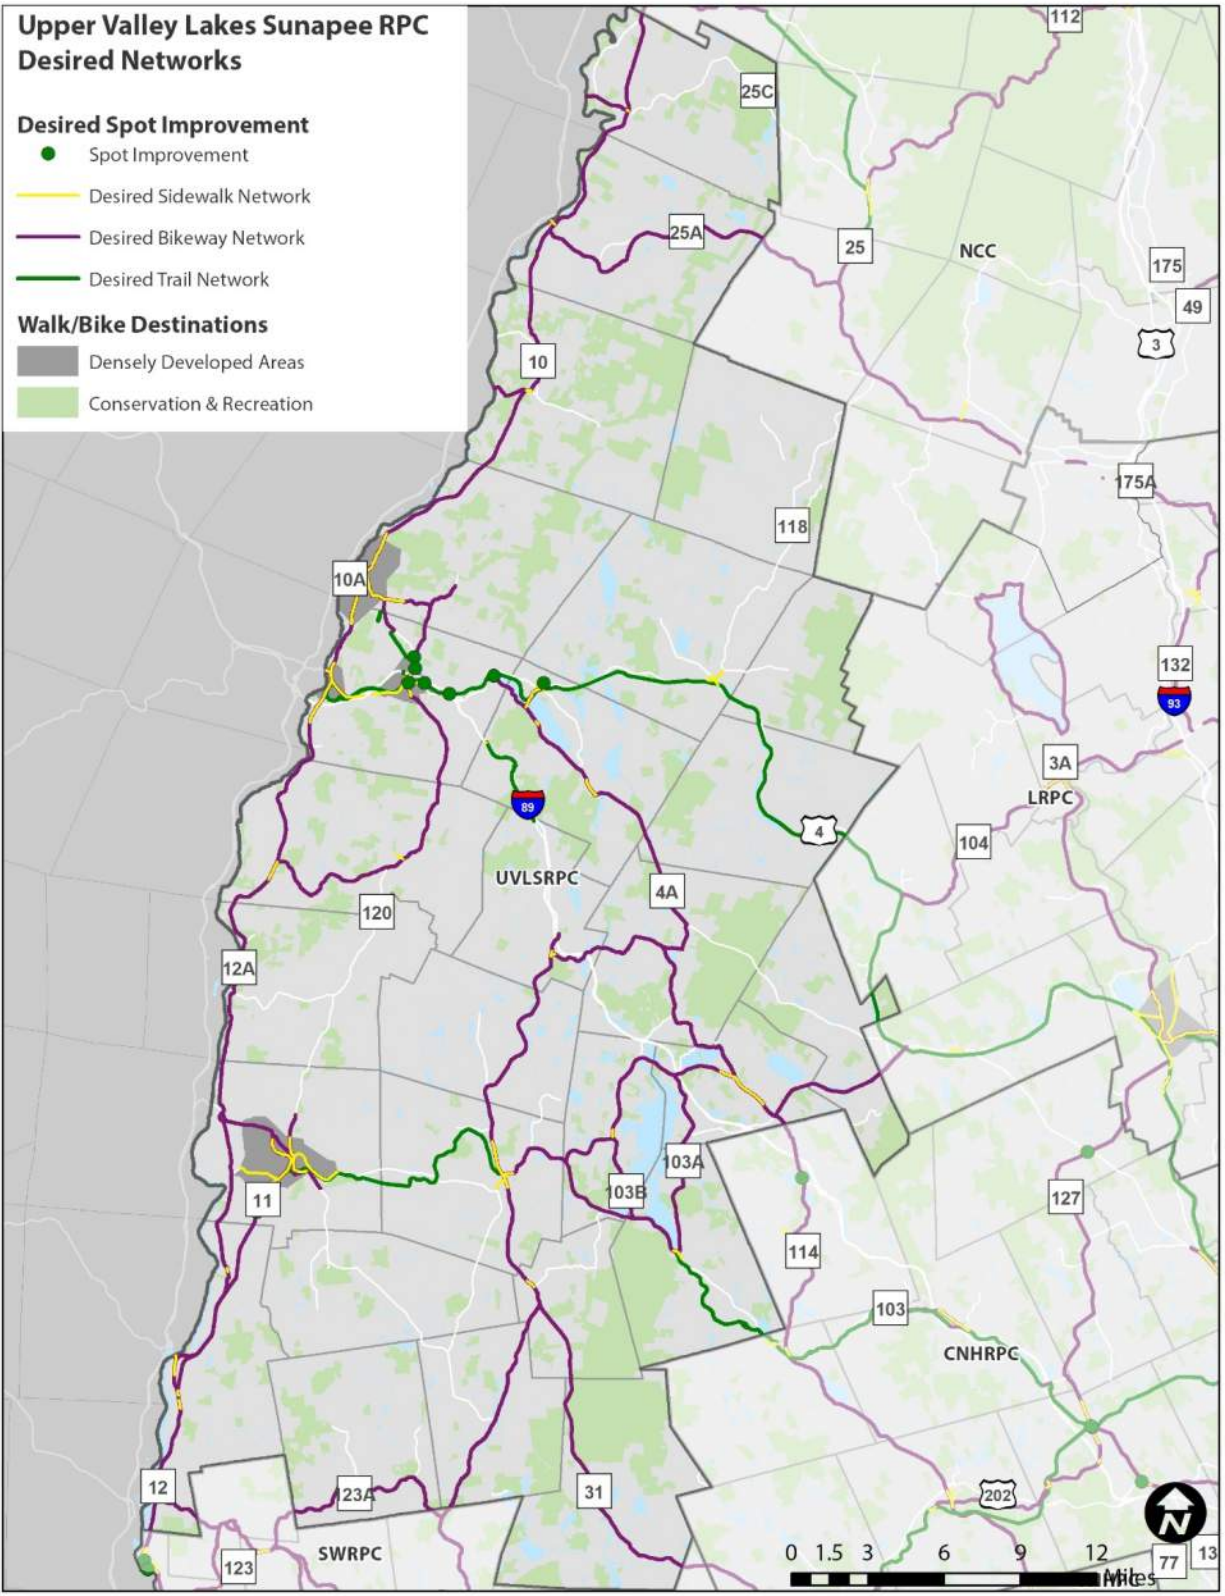 Upper Valley Lakes Sunapee RPC
Desired Networks
Desired Spot Improvement
Spot Improvement
Desired Sidewalk Network
Desired Bikeway Network
Desired Trail Network
Walk/Bike Destinations
Densely Developed Areas
Conservation & Recreation
112
25C
25A
25
NCC
175
49
3
10
175A
118
10A
132
93
3A
LRPC
89
4
104
UVLSRPC
4A
120
12A
103A
103B
11
127
114
103
CNHRPC
12
123A
31
202
N
SWRPC
123
0 1.5 3 6 9 12
Miles
77
13